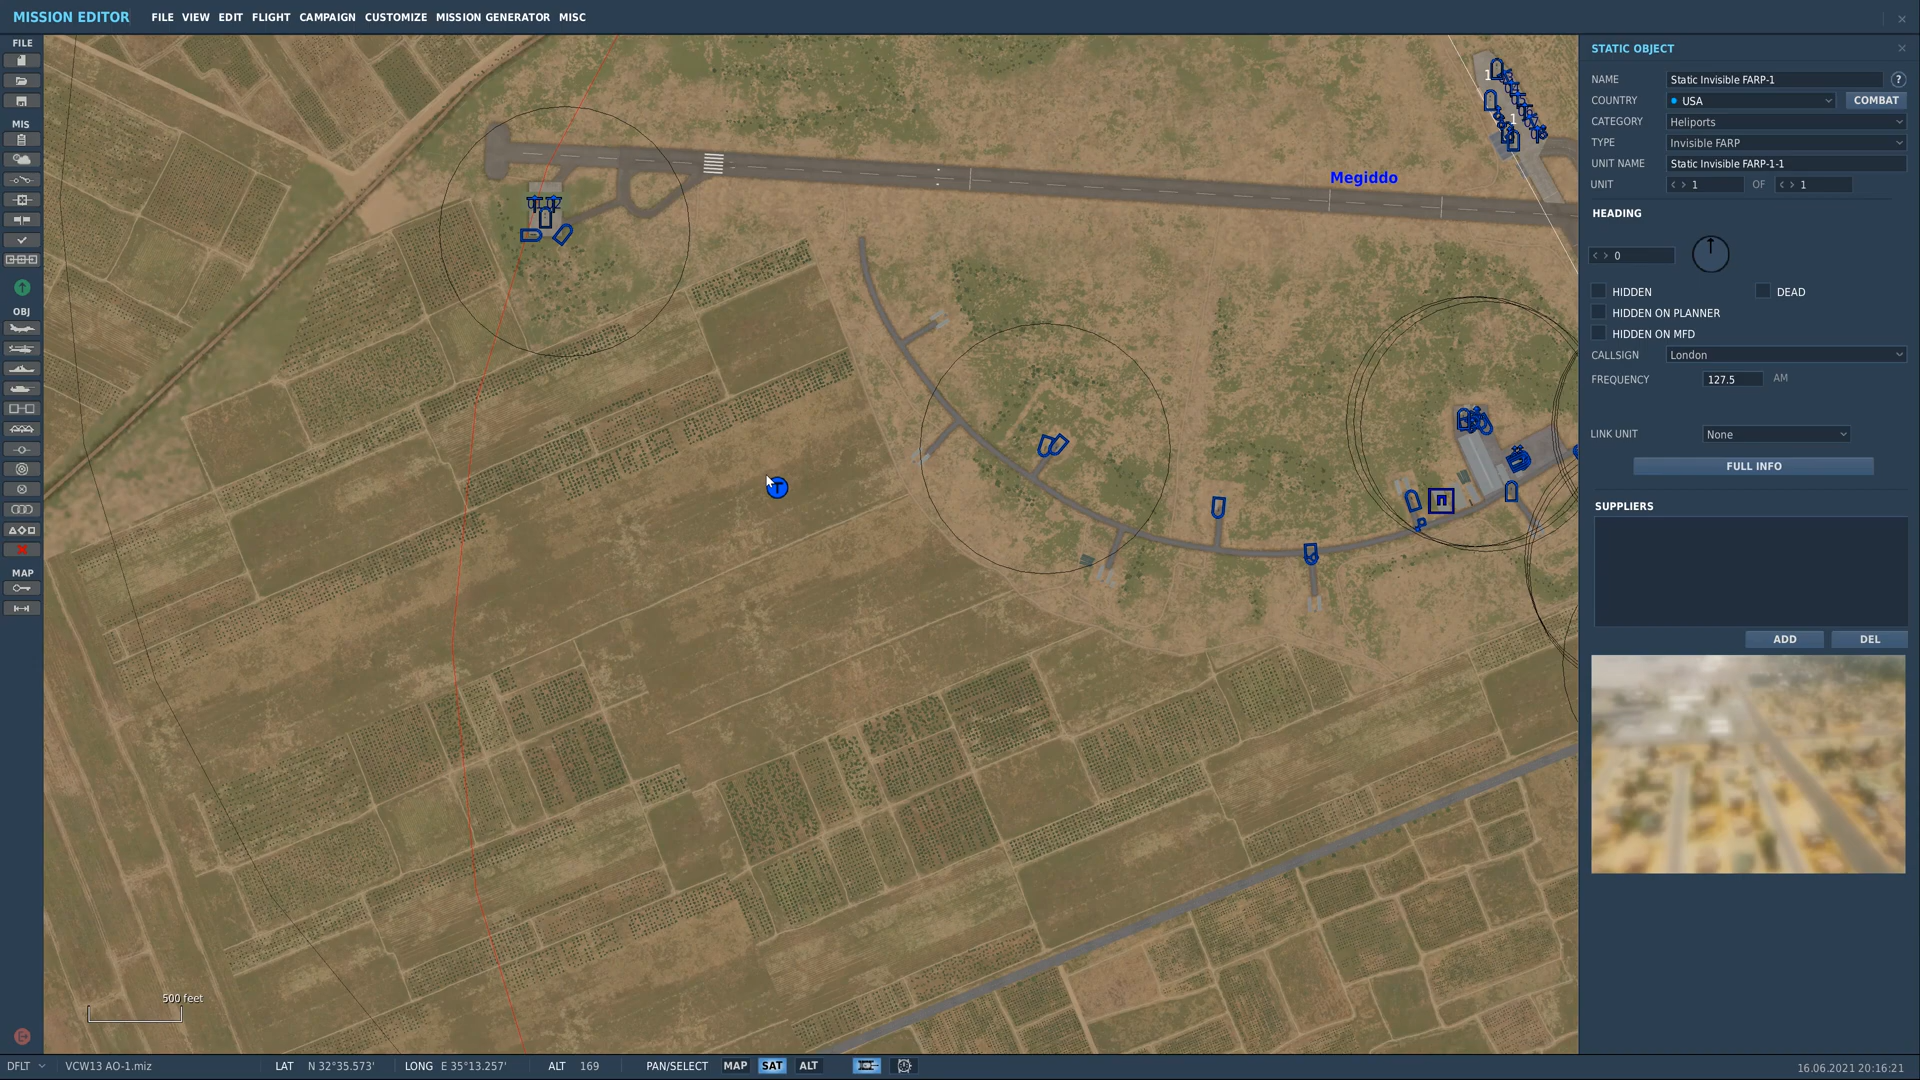 MISSION EDITOR
FILE VIEW EDIT FLIGHT CAMPAIGN CUSTOMIZE MISSION GENERATOR MISC
FILE
MIS
OBJ
MAP
Megiddo
1
1
T
500 feet
STATIC OBJECT
NAME Static Invisible FARP-1 ?
COUNTRY USA COMBAT
CATEGORY Heliports
TYPE Invisible FARP
UNIT NAME Static Invisible FARP-1-1
UNIT < > 1 OF < > 1
HEADING
< > 0
HIDDEN DEAD
HIDDEN ON PLANNER
HIDDEN ON MFD
CALLSIGN London
FREQUENCY 127.5 AM
LINK UNIT None
FULL INFO
SUPPLIERS
ADD DEL
DFLT VCW13 AO-1.miz LAT N 32°35.573' LONG E 35°13.257' ALT 169 PAN/SELECT MAP SAT ALT 16.06.2021 20:16:21